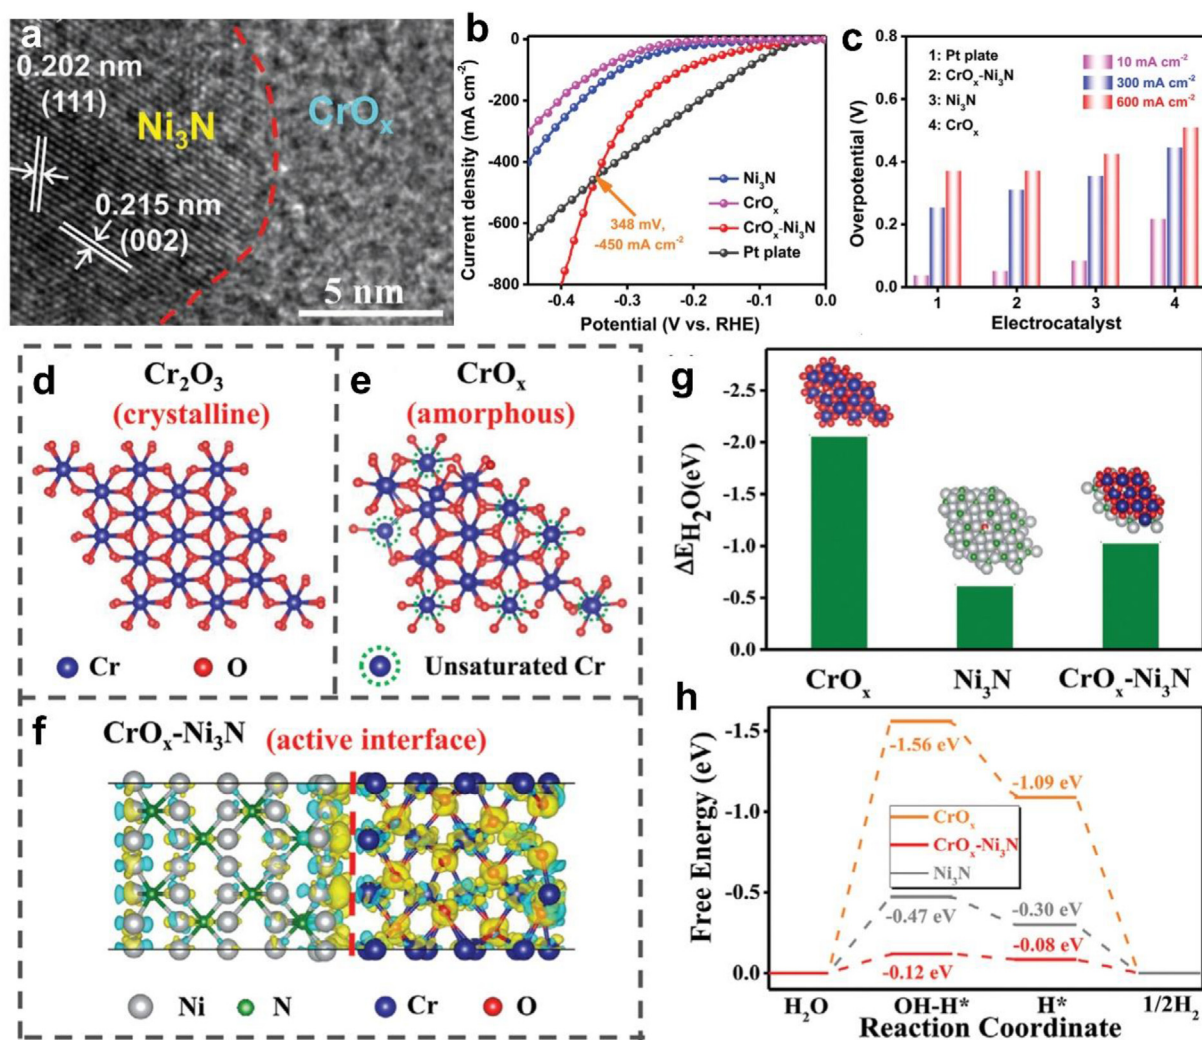 a
0.202 nm
(111)
Ni₃N
CrOₓ
0.215 nm
(002)
5 nm
b
Current density (mA cm⁻²)
0
-200
-400
-600
-800
Ni₃N
CrOₓ
CrOₓ-Ni₃N
Pt plate
348 mV,
-450 mA cm⁻²
-0.4
-0.3
-0.2
-0.1
0.0
Potential (V vs. RHE)
c
Overpotential (V)
0.8
0.6
0.4
0.2
0.0
1: Pt plate
2: CrOₓ-Ni₃N
3: Ni₃N
4: CrOₓ
10 mA cm⁻²
300 mA cm⁻²
600 mA cm⁻²
1
2
3
4
Electrocatalyst
d
Cr₂O₃
(crystalline)
Cr
O
e
CrOₓ
(amorphous)
Unsaturated Cr
f
CrOₓ-Ni₃N
(active interface)
Ni
N
Cr
O
g
ΔEH₂O(eV)
-2.5
-2.0
-1.5
-1.0
-0.5
0.0
CrOₓ
Ni₃N
CrOₓ-Ni₃N
h
Free Energy (eV)
-1.5
-1.0
-0.5
0.0
-1.56 eV
-1.09 eV
CrOₓ
CrOₓ-Ni₃N
Ni₃N
-0.47 eV
-0.30 eV
-0.08 eV
-0.12 eV
H₂O
OH-H*
H*
1/2H₂
Reaction Coordinate